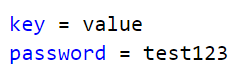 key = value
password = test123